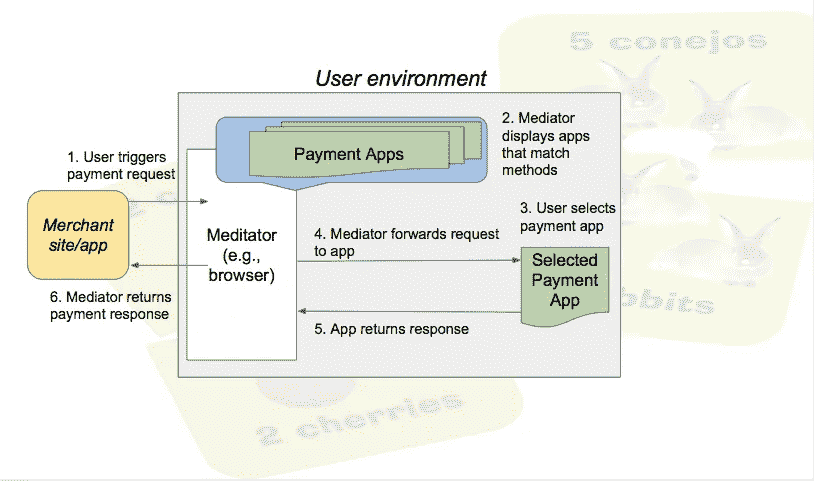 5 conejos
User environment
2. Mediator
displays apps
that match
methods
Payment Apps
1. User triggers
payment request
3. User selects
payment app
Merchant
site/app
Meditator
(e.g.,
browser)
4. Mediator forwards request
to app
Selected
Payment
App
6. Mediator returns
payment response
5. App returns response
2 cherries